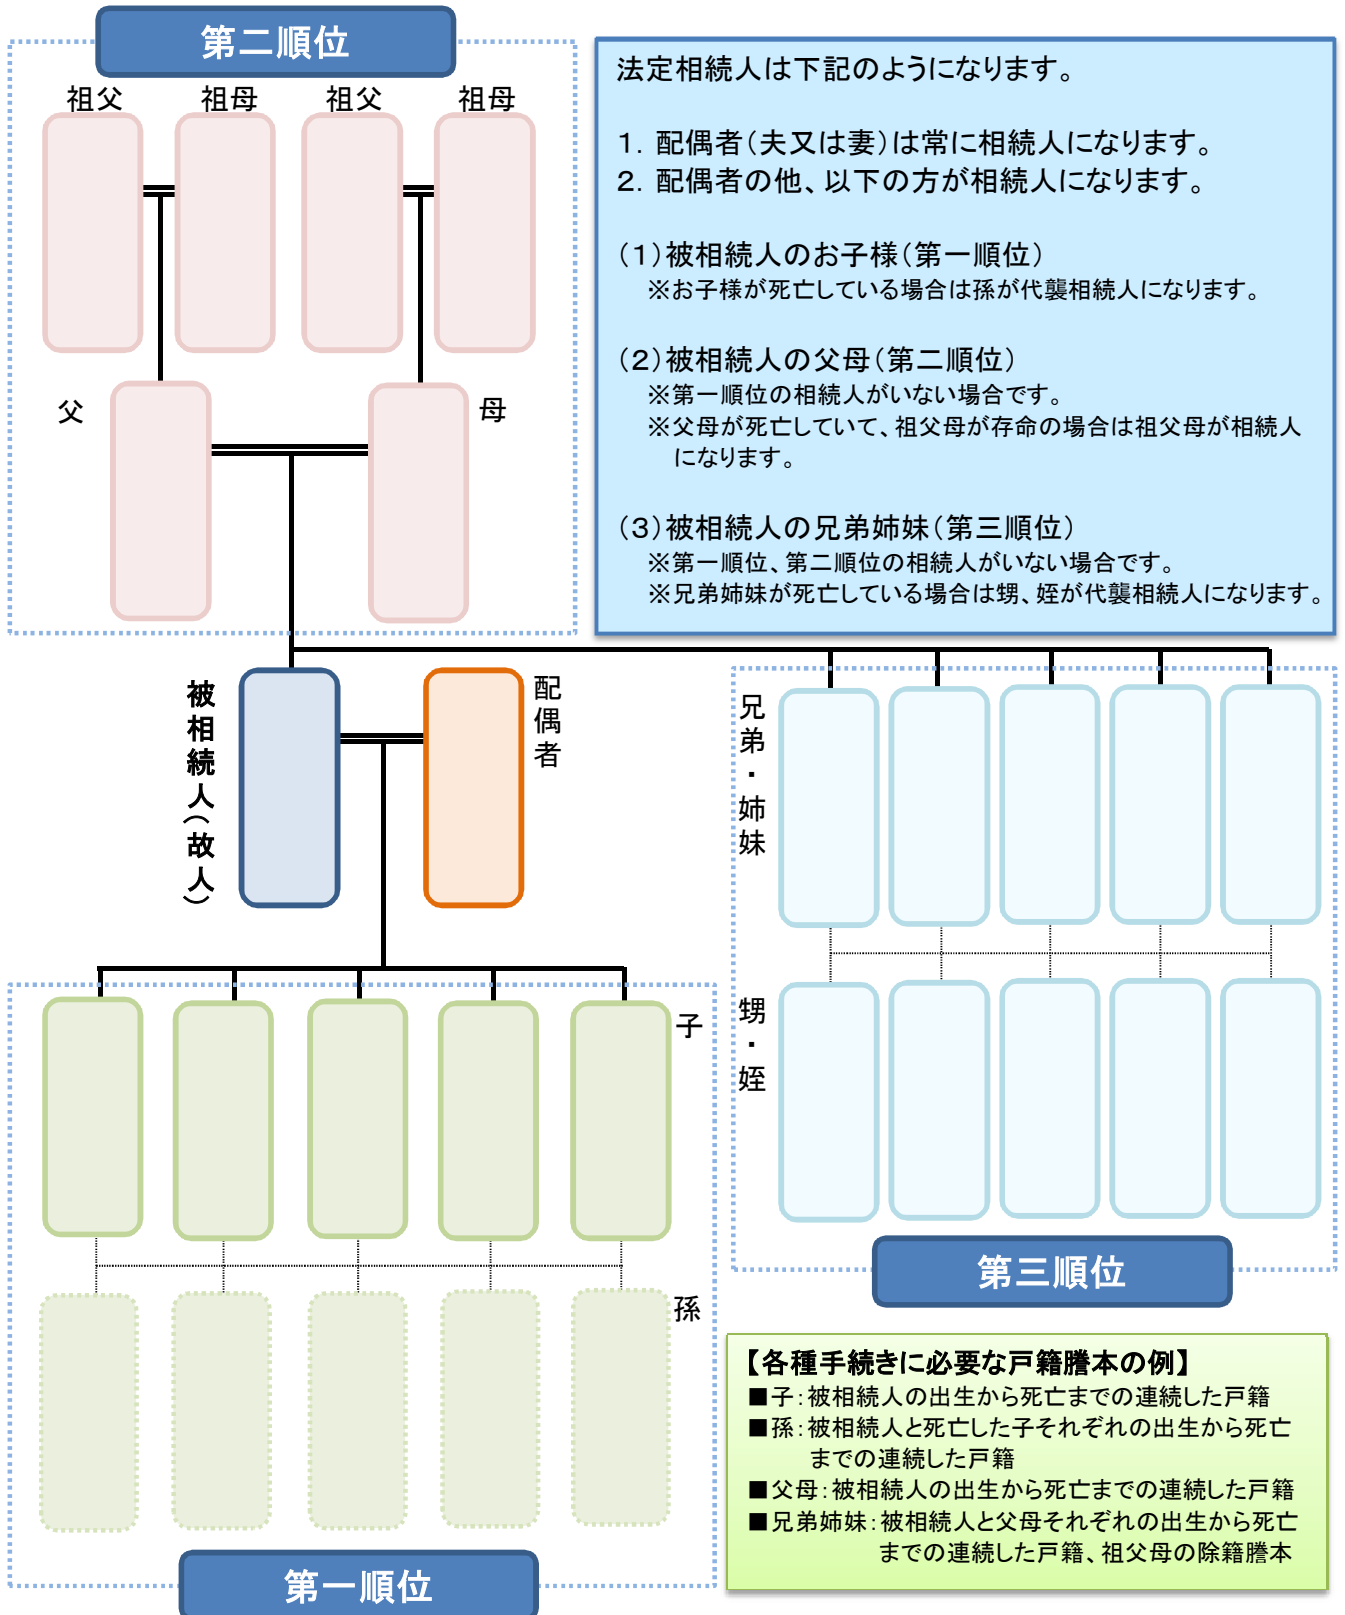 第二順位
祖父
祖母
祖父
祖母
父
母
法定相続人は下記のようになります。
1．配偶者（夫又は妻）は常に相続人になります。
2．配偶者の他、以下の方が相続人になります。
（1）被相続人のお子様（第一順位）
※お子様が死亡している場合は孫が代襲相続人になります。
（2）被相続人の父母（第二順位）
※第一順位の相続人がいない場合です。
※父母が死亡していて、祖父母が存命の場合は祖父母が相続人
になります。
（3）被相続人の兄弟姉妹（第三順位）
※第一順位、第二順位の相続人がいない場合です。
※兄弟姉妹が死亡している場合は甥、姪が代襲相続人になります。
被相続人（故人）
配偶者
兄弟・姉妹
甥・姪
子
孫
第三順位
第一順位
【各種手続きに必要な戸籍謄本の例】
■子：被相続人の出生から死亡までの連続した戸籍
■孫：被相続人と死亡した子それぞれの出生から死亡
までの連続した戸籍
■父母：被相続人の出生から死亡までの連続した戸籍
■兄弟姉妹：被相続人と父母それぞれの出生から死亡
までの連続した戸籍、祖父母の除籍謄本